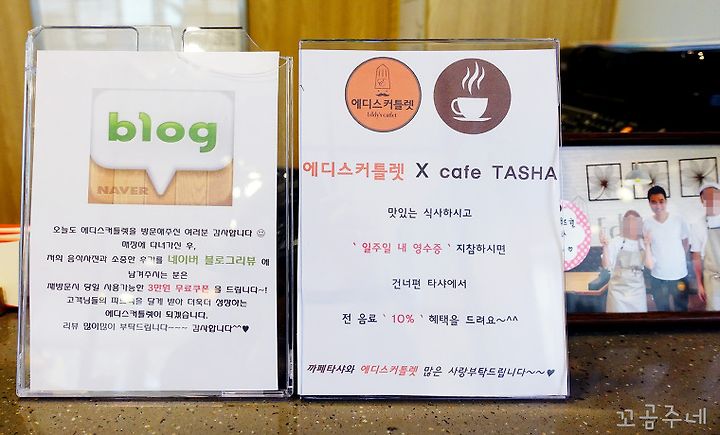 blog
NAVER
오늘도 에디스커틀렛을 방문해주신 여러분 감사합니다
매장에 다녀가신 후,
저희 음식사진과 소중한 후기를 네이버 블로그리뷰 에
남겨주시는 분은
재방문시 당일 사용가능한 3만원 무료쿠폰 을 드립니다~!
고객님들의 피드백을 달게 받아 더욱더 성장하는
에디스커틀렛이 되겠습니다.
리뷰 많이많이 부탁드립니다~~~ 감사합니다^^♥
에디스커틀렛
에디스커틀렛 X cafe TASHA
맛있는 식사하시고
` 일주일 내 영수증 ` 지참하시면
건너편 타샤에서
전 음료 ` 10% ` 혜택을 드려요~^^
까페타샤와 에디스커틀렛 많은 사랑부탁드립니다~~♥
꼬곰주네